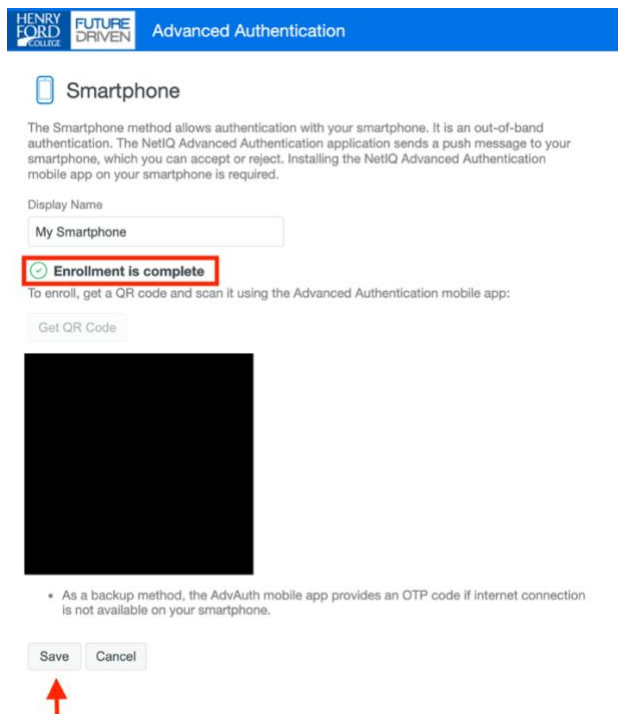 HENRY
FORD
COLLEGE
FUTURE
DRIVEN
Advanced Authentication
Smartphone
The Smartphone method allows authentication with your smartphone. It is an out-of-band
authentication. The NetIQ Advanced Authentication application sends a push message to your
smartphone, which you can accept or reject. Installing the NetIQ Advanced Authentication
mobile app on your smartphone is required.
Display Name
My Smartphone
Enrollment is complete
To enroll, get a QR code and scan it using the Advanced Authentication mobile app:
Get QR Code
• As a backup method, the AdvAuth mobile app provides an OTP code if internet connection
is not available on your smartphone.
Save Cancel